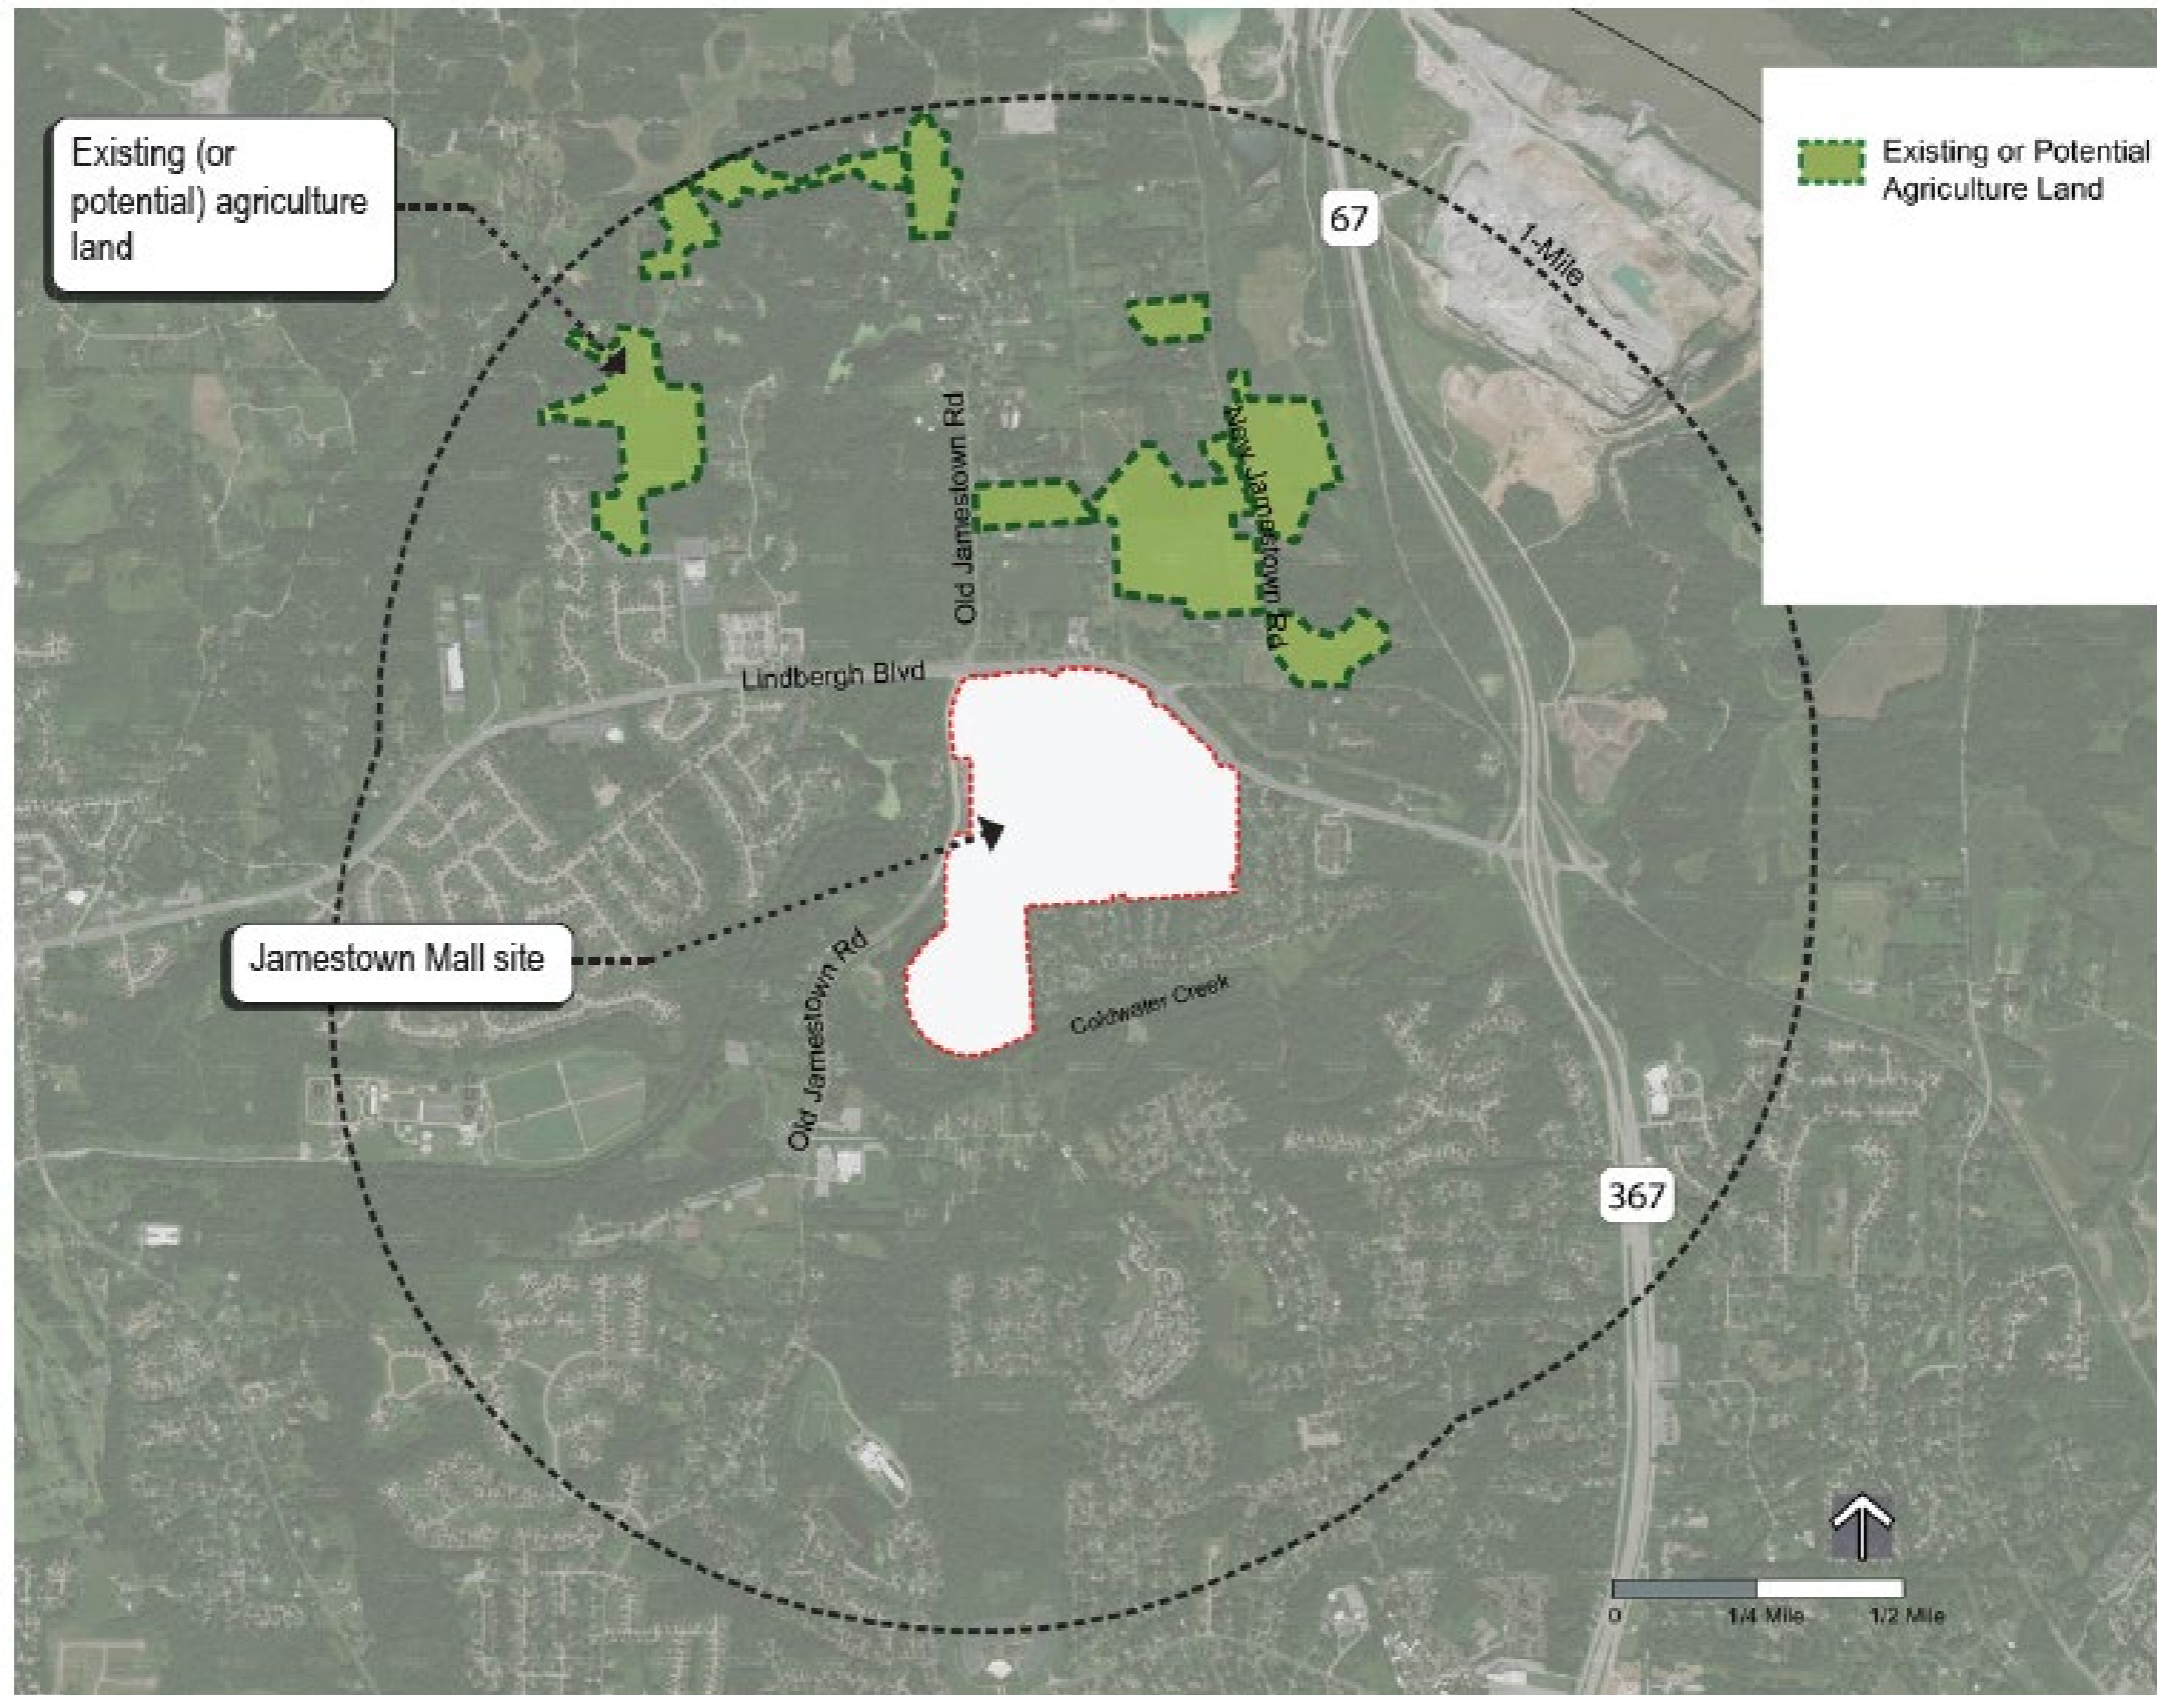 Existing (or
potential) agriculture
land
Existing or Potential
Agriculture Land
67
1-Mile
Old Jamestown Rd
New Jamestown Rd
Lindbergh Blvd
Jamestown Mall site
Old Jamestown Rd
Coldwater Creek
367
0 1/4 Mile 1/2 Mile